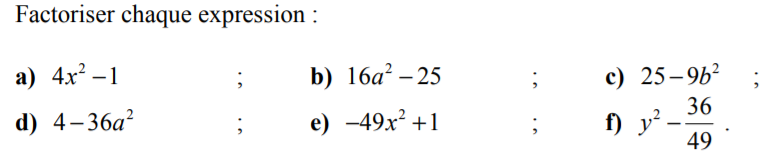 Factoriser chaque expression :
a) 4x² – 1 ; b) 16a² – 25 ; c) 25 – 9b² ;
d) 4 – 36a² ; e) –49x² + 1 ; f) y² – 36/49 .